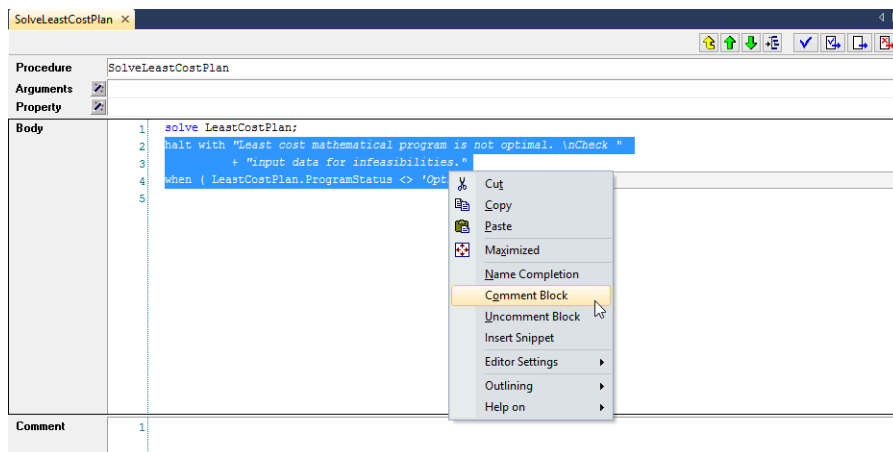 SolveLeastCostPlan
Procedure SolveLeastCostPlan
Arguments
Property
Body
1 solve LeastCostPlan;
2 halt with "Least cost mathematical program is not optimal. \nCheck "
3 + "input data for infeasibilities."
4 when ( LeastCostPlan.ProgramStatus <>
5
Cut
Copy
Paste
Maximized
Name Completion
Comment Block
Uncomment Block
Insert Snippet
Editor Settings
Outlining
Help on
Comment 1